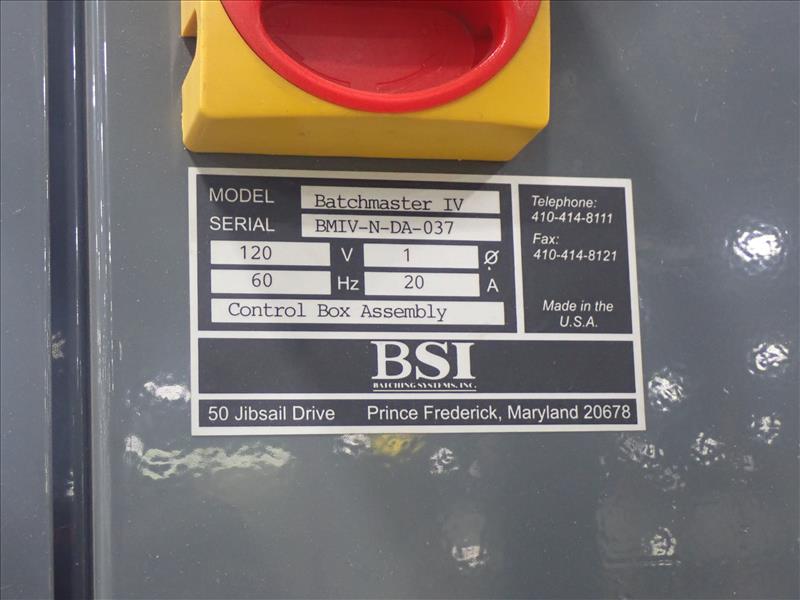 MODEL Batchmaster IV
SERIAL BMIV-N-DA-037
120 V 1 Ø
60 Hz 20 A
Control Box Assembly
Telephone:
410-414-8111
Fax:
410-414-8121
Made in the
U.S.A.
BSI
BATCHING SYSTEMS, INC.
50 Jibsail Drive Prince Frederick, Maryland 20678